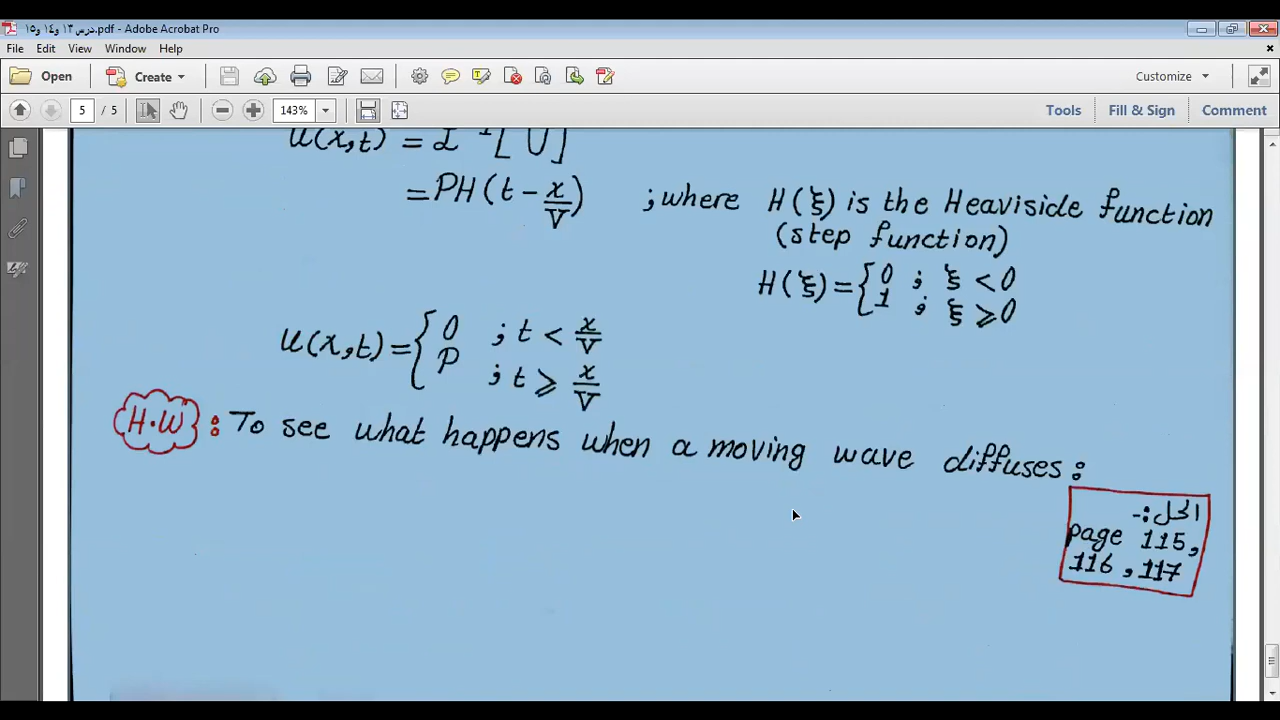 درس ١٣ و١٤ و١٥.pdf - Adobe Acrobat Pro
File Edit View Window Help
Open Create Customize
5 / 5 143% Tools Fill & Sign Comment
u(x,t) = ℒ⁻¹[U]
= PH(t - x/V) ; where H(ξ) is the Heaviside function
(step function)
H(ξ) = { 0 ; ξ < 0
1 ; ξ ⩾ 0
u(x,t) = { 0 ; t < x/V
P ; t ⩾ x/V
H.W : To see what happens when a moving wave diffuses :
الحل :-
page 115,
116 , 117